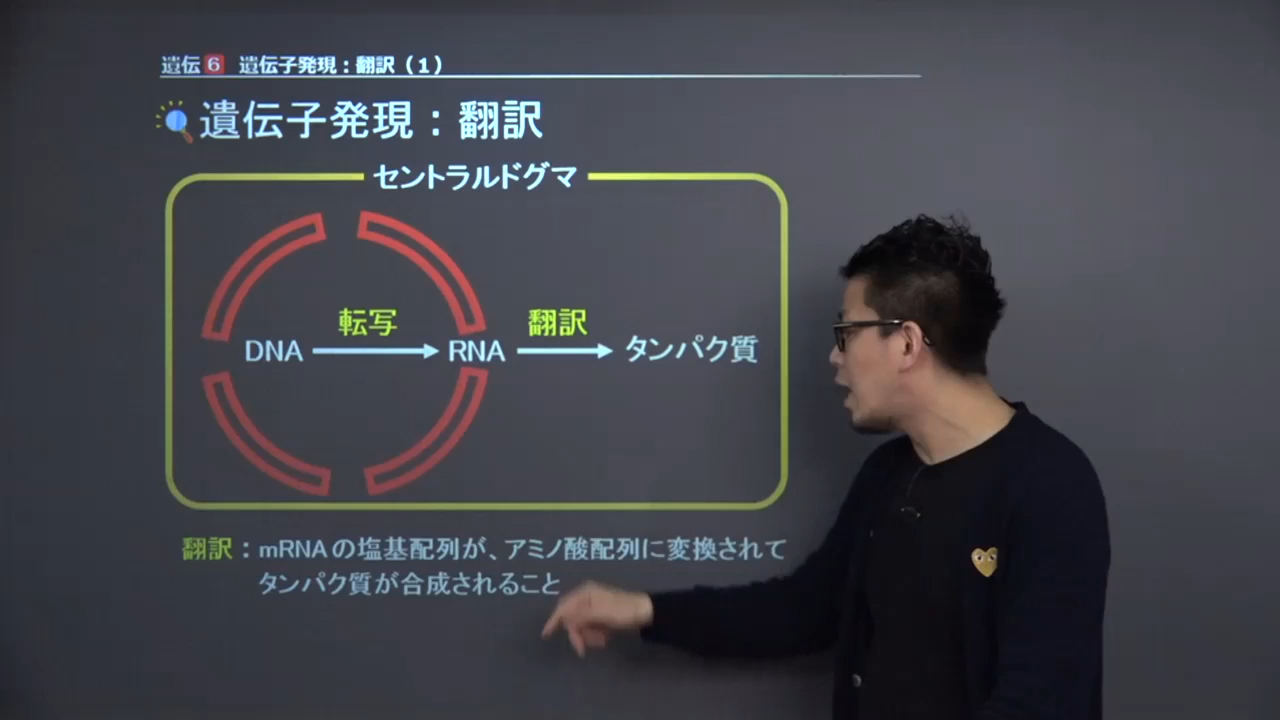 遺伝 6 遺伝子発現：翻訳（１）
遺伝子発現：翻訳
セントラルドグマ
転写
翻訳
DNA
RNA
タンパク質
翻訳：mRNAの塩基配列が、アミノ酸配列に変換されて
タンパク質が合成されること